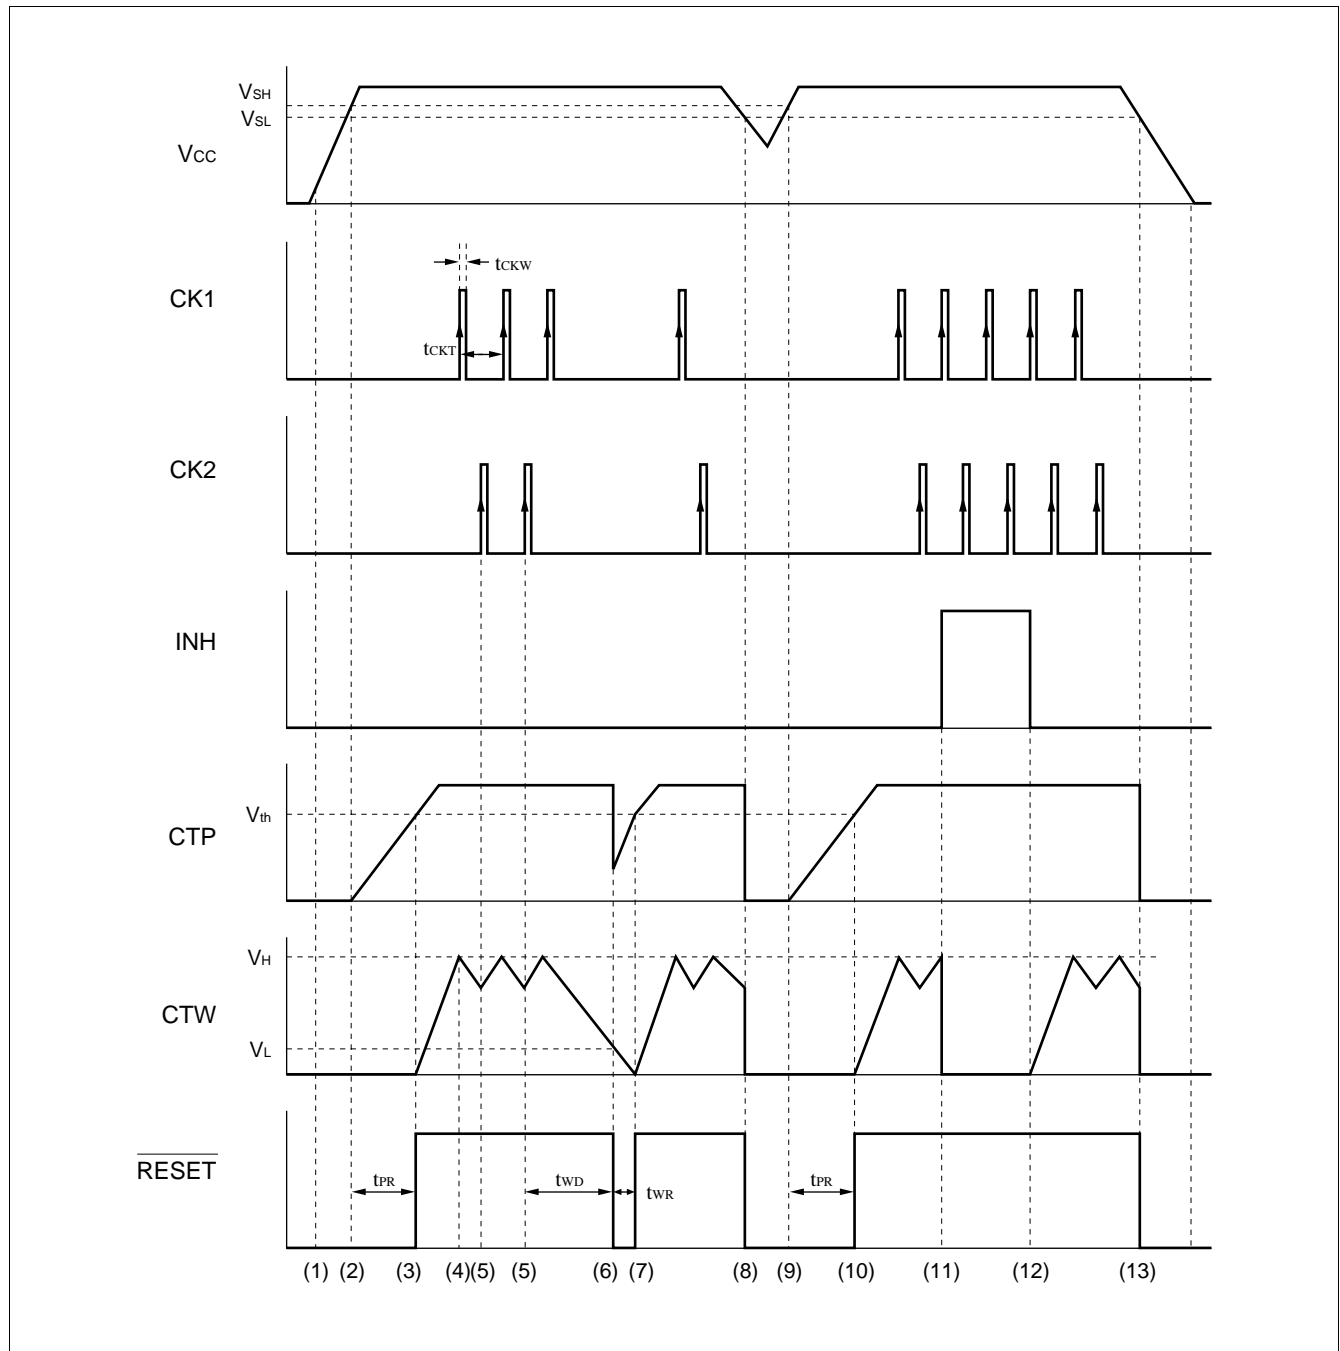 VSH
VSL
VCC
tCKW
CK1
tCKT
CK2
INH
Vth
CTP
VH
CTW
VL
RESET
tPR
tWD
tWR
tPR
(1) (2) (3) (4) (5) (5) (6) (7) (8) (9) (10) (11) (12) (13)